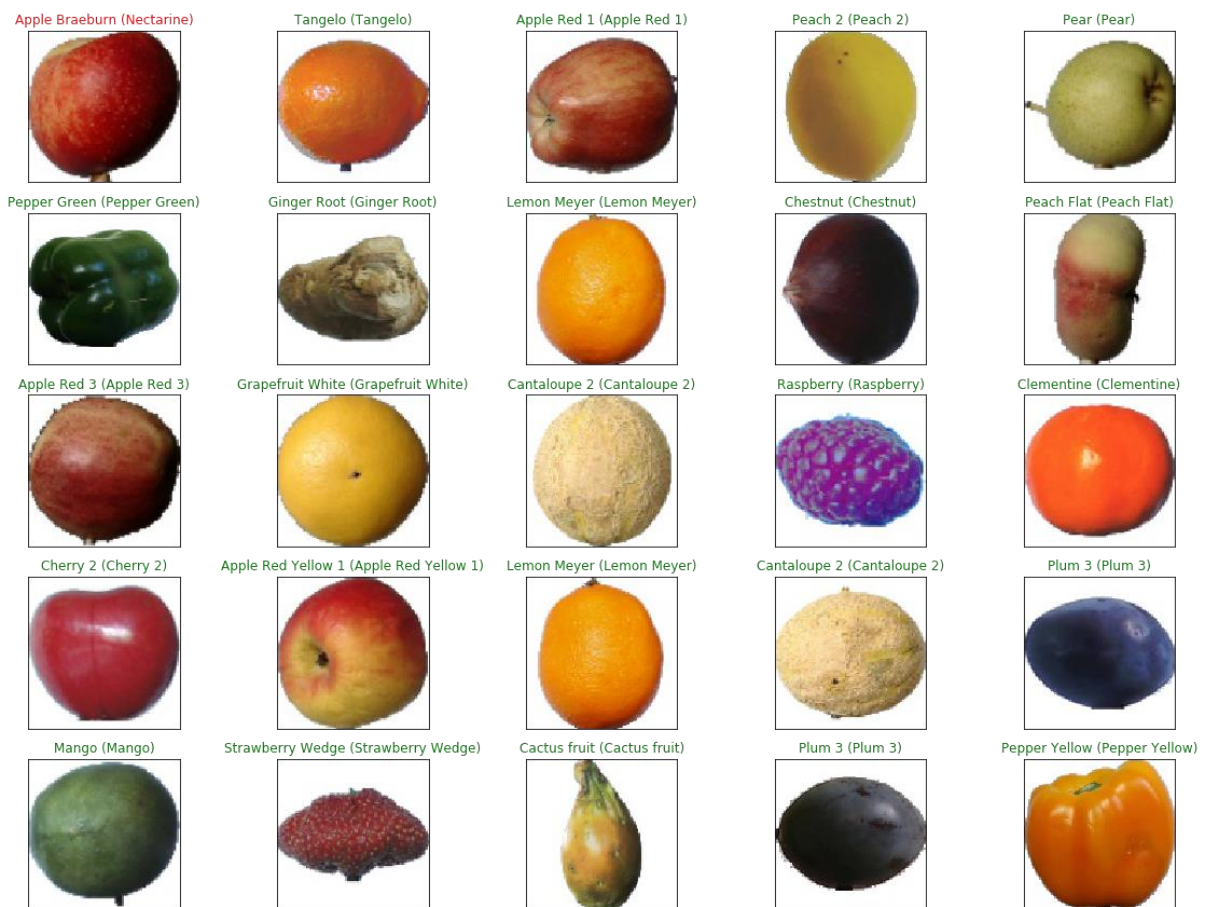 Apple Braeburn (Nectarine)
Tangelo (Tangelo)
Apple Red 1 (Apple Red 1)
Peach 2 (Peach 2)
Pear (Pear)
Pepper Green (Pepper Green)
Ginger Root (Ginger Root)
Lemon Meyer (Lemon Meyer)
Chestnut (Chestnut)
Peach Flat (Peach Flat)
Apple Red 3 (Apple Red 3)
Grapefruit White (Grapefruit White)
Cantaloupe 2 (Cantaloupe 2)
Raspberry (Raspberry)
Clementine (Clementine)
Cherry 2 (Cherry 2)
Apple Red Yellow 1 (Apple Red Yellow 1)
Lemon Meyer (Lemon Meyer)
Cantaloupe 2 (Cantaloupe 2)
Plum 3 (Plum 3)
Mango (Mango)
Strawberry Wedge (Strawberry Wedge)
Cactus fruit (Cactus fruit)
Plum 3 (Plum 3)
Pepper Yellow (Pepper Yellow)